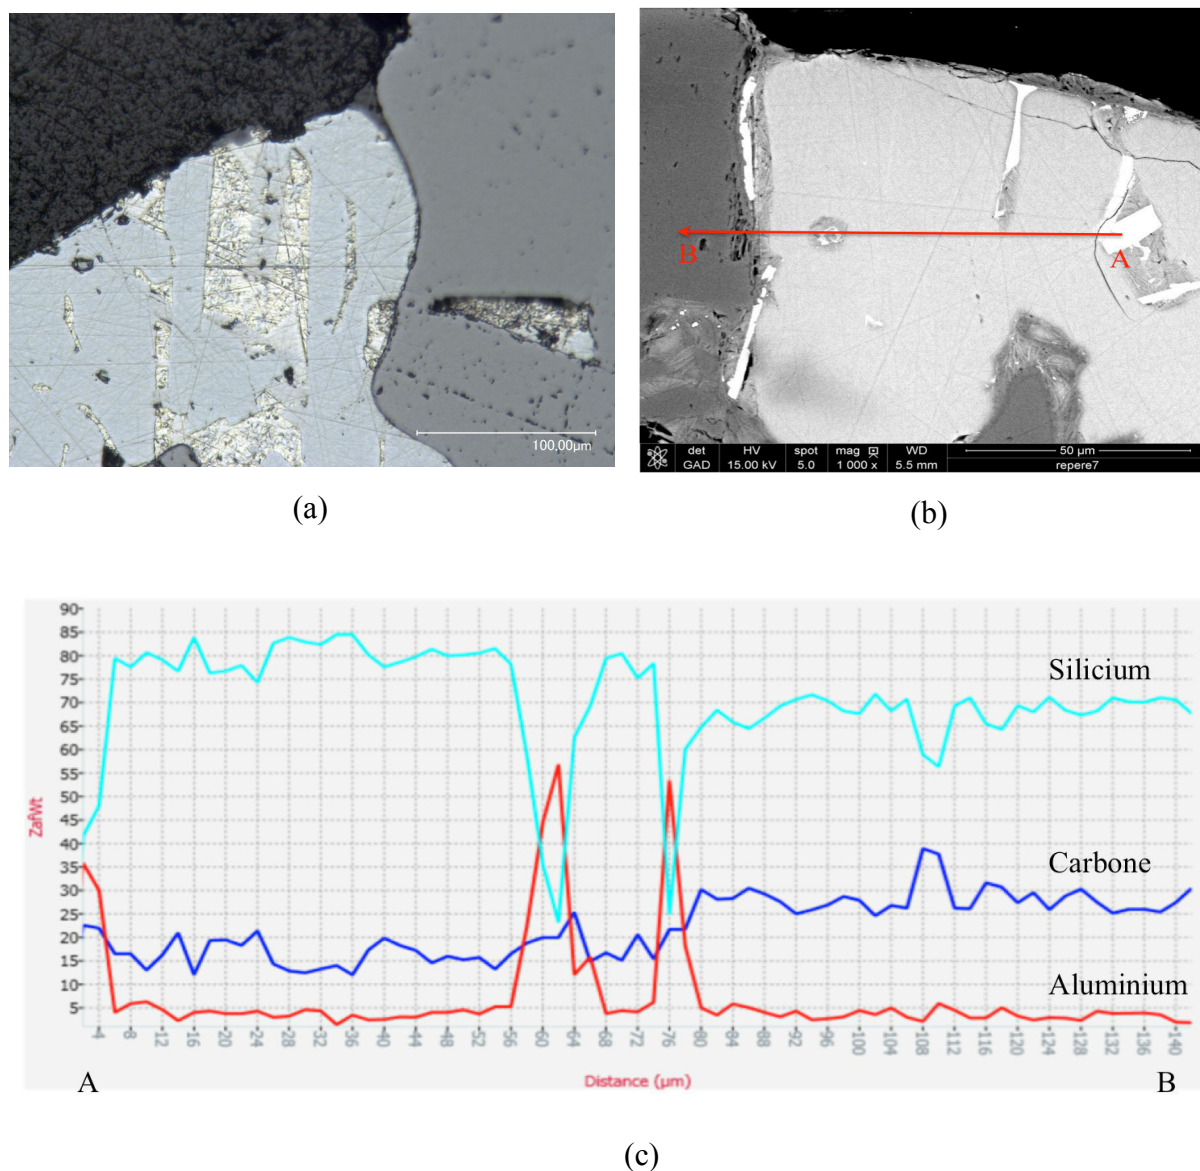 100,00µm
B
A
det HV spot mag WD 50 µm
GAD 15.00 kV 5.0 1 000 x 5.5 mm repere7
(a)
(b)
90
85
80
75
70
65
60
55
50
45
40
35
30
25
20
15
10
5
ZafWt
Silicium
Carbone
Aluminium
4 8 12 16 20 24 28 32 36 40 44 48 52 56 60 64 68 72 76 80 84 88 92 96 100 104 108 112 116 120 124 128 132 136 140
A Distance (µm) B
(c)